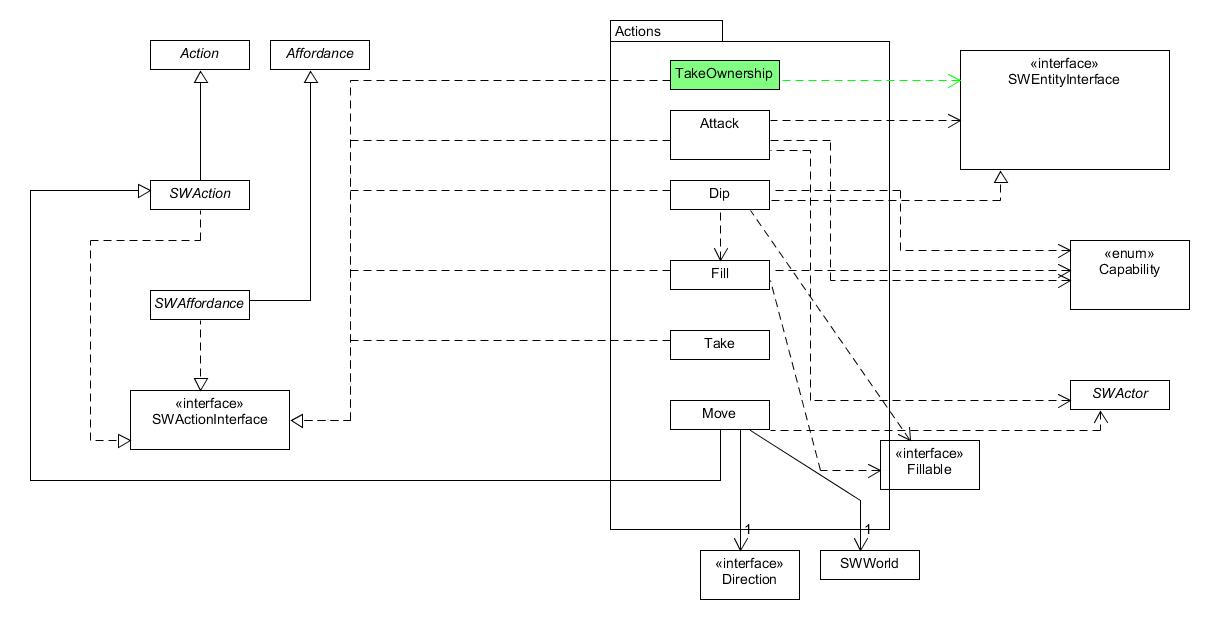 Actions
Action
Affordance
TakeOwnership
«interface»
SWEntityInterface
Attack
SWAction
Dip
«enum»
Capability
Fill
SWAffordance
Take
«interface»
SWActionInterface
SWActor
Move
«interface»
Fillable
1
1
«interface»
Direction
SWWorld